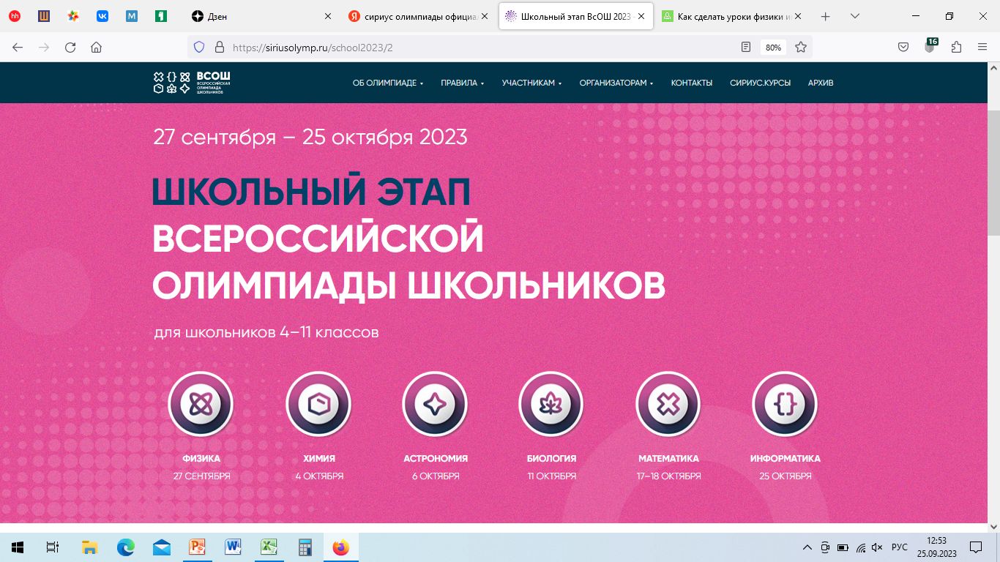 hh
Дзен
сириус олимпиады официал
Школьный этап ВсОШ 2023
Как сделать уроки физики и
https://siriusolymp.ru/school2023/2
80%
16
ВСОШ
ВСЕРОССИЙСКАЯ
ОЛИМПИАДА
ШКОЛЬНИКОВ
ОБ ОЛИМПИАДЕ
ПРАВИЛА
УЧАСТНИКАМ
ОРГАНИЗАТОРАМ
КОНТАКТЫ
СИРИУС.КУРСЫ
АРХИВ
27 сентября – 25 октября 2023
ШКОЛЬНЫЙ ЭТАП
ВСЕРОССИЙСКОЙ
ОЛИМПИАДЫ ШКОЛЬНИКОВ
для школьников 4–11 классов
ФИЗИКА
27 СЕНТЯБРЯ
ХИМИЯ
4 ОКТЯБРЯ
АСТРОНОМИЯ
6 ОКТЯБРЯ
БИОЛОГИЯ
11 ОКТЯБРЯ
МАТЕМАТИКА
17–18 ОКТЯБРЯ
ИНФОРМАТИКА
25 ОКТЯБРЯ
РУС
12:53
25.09.2023